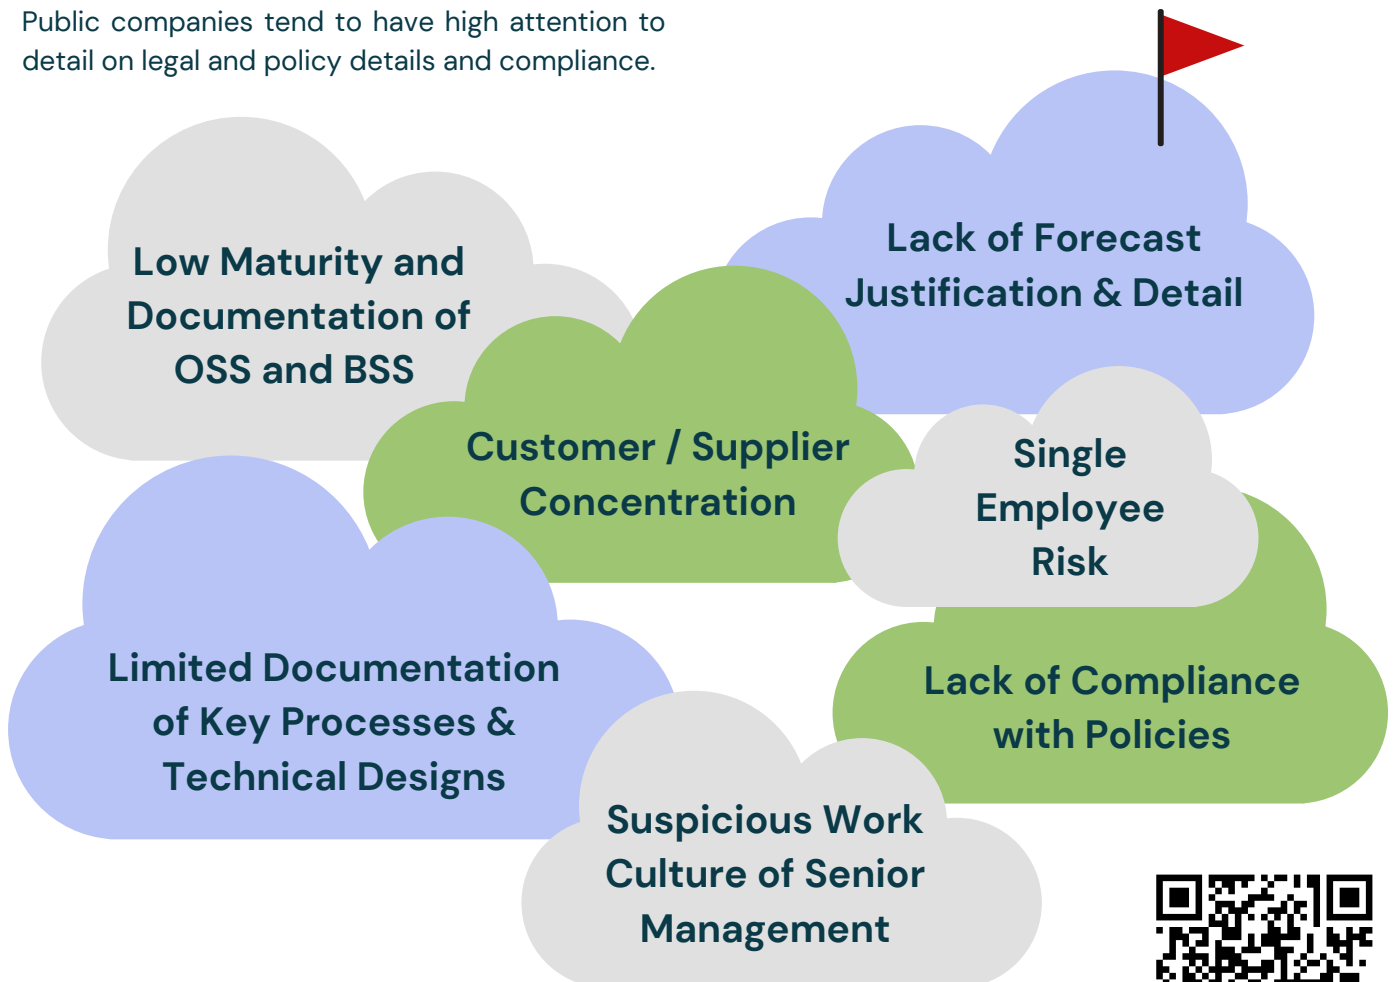 Public companies tend to have high attention to
detail on legal and policy details and compliance.
Low Maturity and
Documentation of
OSS and BSS
Lack of Forecast
Justification & Detail
Customer / Supplier
Concentration
Single
Employee
Risk
Limited Documentation
of Key Processes &
Technical Designs
Lack of Compliance
with Policies
Suspicious Work
Culture of Senior
Management